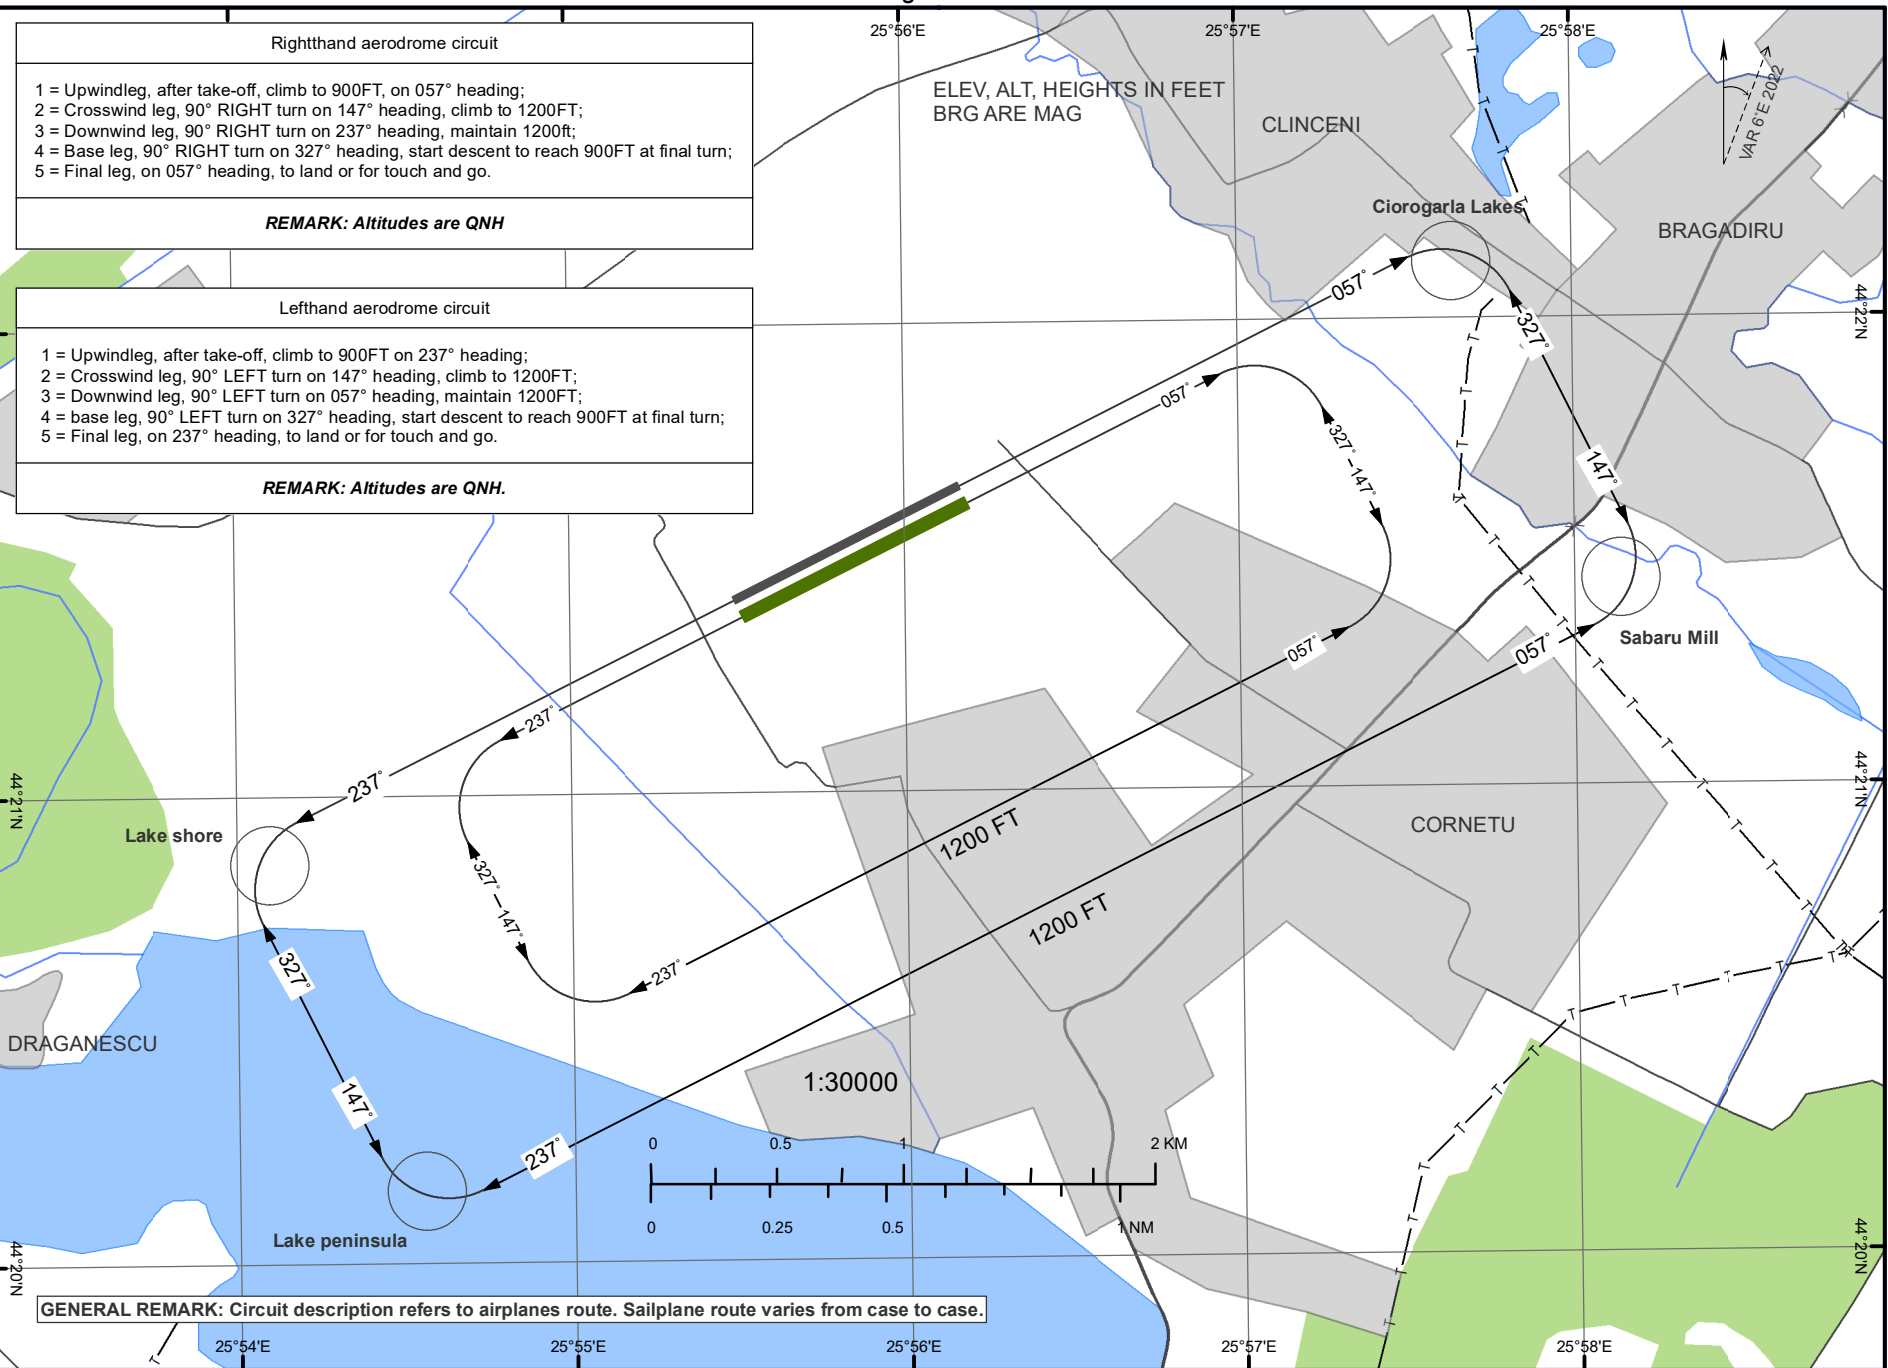 25°56'E
25°57'E
25°58'E
Rightthand aerodrome circuit
1 = Upwindleg, after take-off, climb to 900FT, on 057° heading;
2 = Crosswind leg, 90° RIGHT turn on 147° heading, climb to 1200FT;
3 = Downwind leg, 90° RIGHT turn on 237° heading, maintain 1200ft;
4 = Base leg, 90° RIGHT turn on 327° heading, start descent to reach 900FT at final turn;
5 = Final leg, on 057° heading, to land or for touch and go.
REMARK: Altitudes are QNH
ELEV, ALT, HEIGHTS IN FEET
BRG ARE MAG
CLINCENI
VAR 6°E 2022
Ciorogarla Lakes
BRAGADIRU
Lefthand aerodrome circuit
1 = Upwindleg, after take-off, climb to 900FT on 237° heading;
2 = Crosswind leg, 90° LEFT turn on 147° heading, climb to 1200FT;
3 = Downwind leg, 90° LEFT turn on 057° heading, maintain 1200FT;
4 = base leg, 90° LEFT turn on 327° heading, start descent to reach 900FT at final turn;
5 = Final leg, on 237° heading, to land or for touch and go.
REMARK: Altitudes are QNH.
057°
44°22'N
327°
057°
327°
147°
147°
057°
057°
Sabaru Mill
237°
237°
44°21'N
44°21'N
Lake shore
1200 FT
CORNETU
327°
147°
1200 FT
327°
237°
DRAGANESCU
1:30000
147°
237°
0
0.5
1
2 KM
0
0.25
0.5
1 NM
Lake peninsula
44°20'N
44°20'N
GENERAL REMARK: Circuit description refers to airplanes route. Sailplane route varies from case to case.
25°54'E
25°55'E
25°56'E
25°57'E
25°58'E